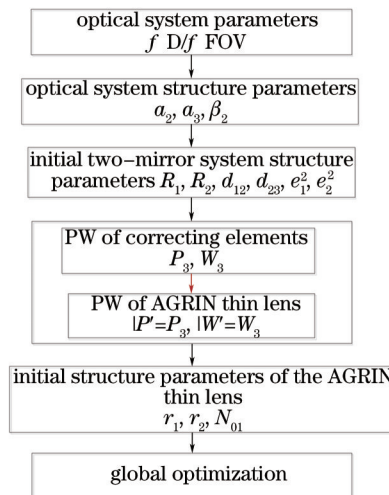 optical system parameters
f D/f FOV
optical system structure parameters
a₂, a₃, β₂
initial two-mirror system structure
parameters R₁, R₂, d₁₂, d₂₃, e₁², e₂²
PW of correcting elements
P₃, W₃
PW of AGRIN thin lens
|P'=P₃, |W'=W₃
initial structure parameters of the AGRIN
thin lens
r₁, r₂, N₀₁
global optimization